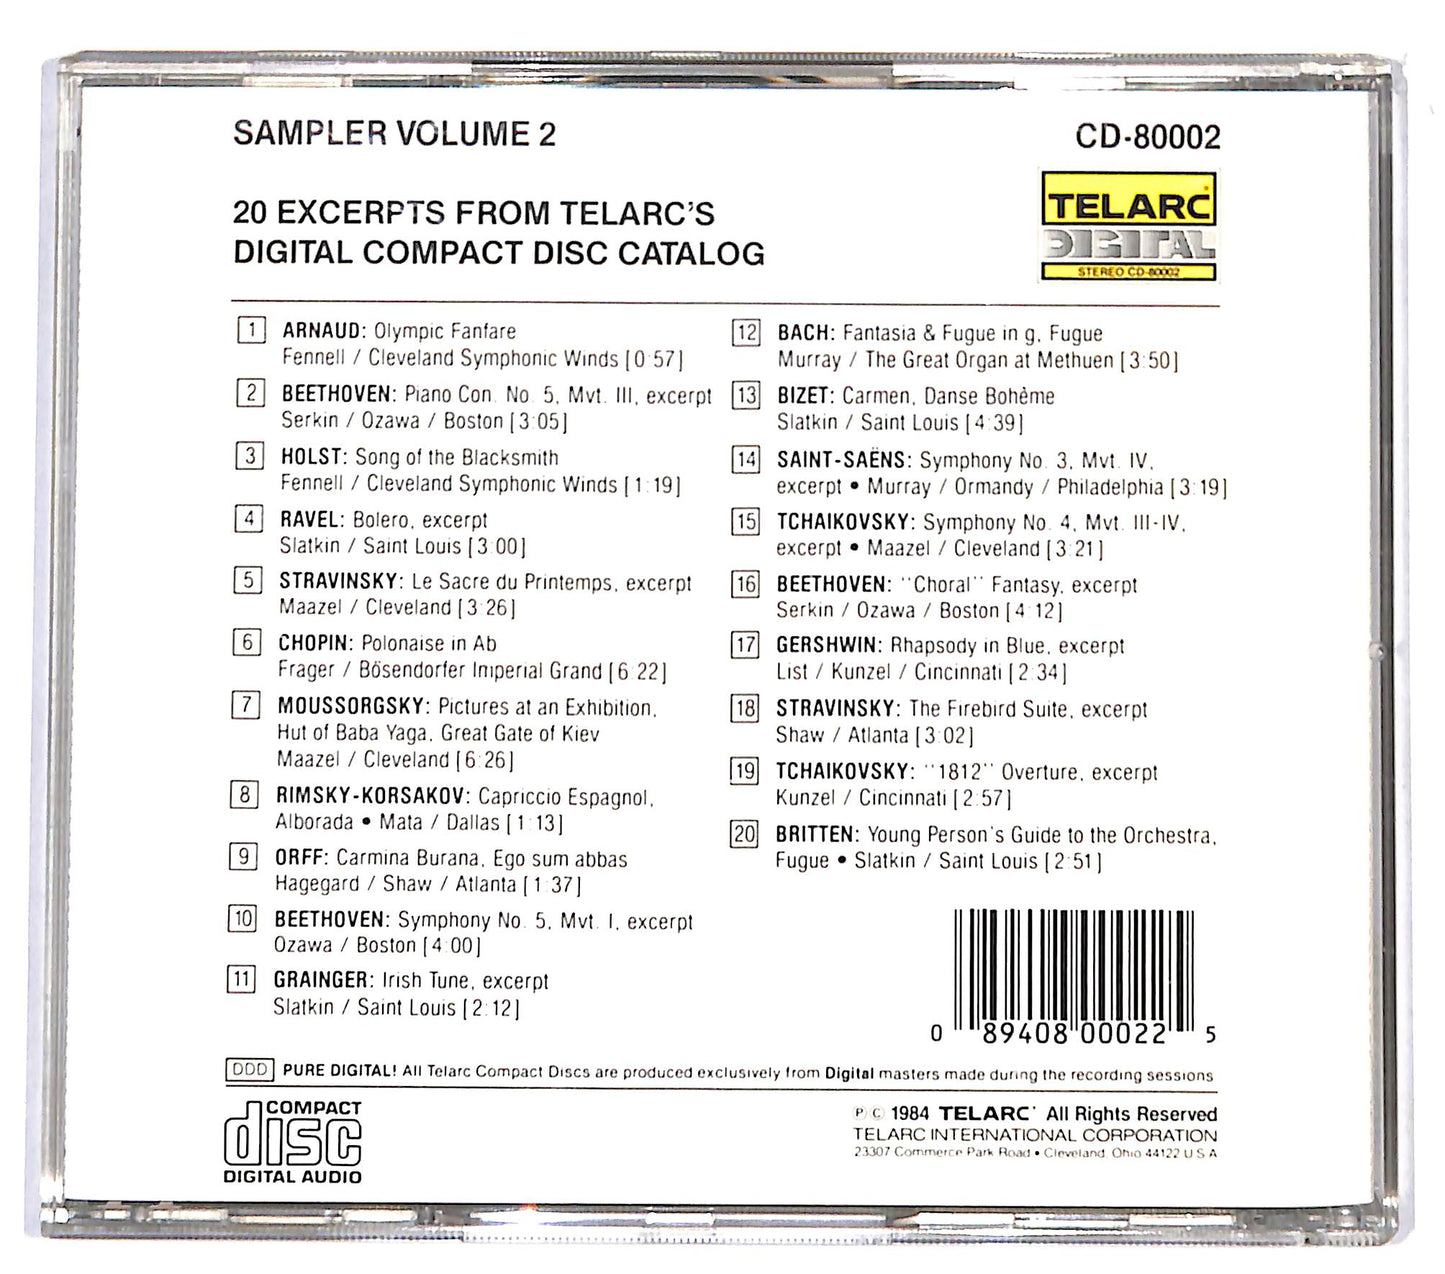 SAMPLER VOLUME 2
CD-80002
20 EXCERPTS FROM TELARC'S
DIGITAL COMPACT DISC CATALOG
TELARC
DIGITAL
STEREO CD-80002
1 ARNAUD: Olympic Fanfare
Fennell / Cleveland Symphonic Winds [0:57]
2 BEETHOVEN: Piano Con. No. 5, Mvt. III, excerpt
Serkin / Ozawa / Boston [3:05]
3 HOLST: Song of the Blacksmith
Fennell / Cleveland Symphonic Winds [1:19]
4 RAVEL: Bolero, excerpt
Slatkin / Saint Louis [3:00]
5 STRAVINSKY: Le Sacre du Printemps, excerpt
Maazel / Cleveland [3:26]
6 CHOPIN: Polonaise in Ab
Frager / Bösendorfer Imperial Grand [6:22]
7 MOUSSORGSKY: Pictures at an Exhibition,
Hut of Baba Yaga, Great Gate of Kiev
Maazel / Cleveland [6:26]
8 RIMSKY-KORSAKOV: Capriccio Espagnol,
Alborada • Mata / Dallas [1:13]
9 ORFF: Carmina Burana, Ego sum abbas
Hagegard / Shaw / Atlanta [1:37]
10 BEETHOVEN: Symphony No. 5, Mvt. I, excerpt
Ozawa / Boston [4:00]
11 GRAINGER: Irish Tune, excerpt
Slatkin / Saint Louis [2:12]
12 BACH: Fantasia & Fugue in g, Fugue
Murray / The Great Organ at Methuen [3:50]
13 BIZET: Carmen, Danse Bohème
Slatkin / Saint Louis [4:39]
14 SAINT-SAËNS: Symphony No. 3, Mvt. IV,
excerpt • Murray / Ormandy / Philadelphia [3:19]
15 TCHAIKOVSKY: Symphony No. 4, Mvt. III-IV,
excerpt • Maazel / Cleveland [3:21]
16 BEETHOVEN: "Choral" Fantasy, excerpt
Serkin / Ozawa / Boston [4:12]
17 GERSHWIN: Rhapsody in Blue, excerpt
List / Kunzel / Cincinnati [2:34]
18 STRAVINSKY: The Firebird Suite, excerpt
Shaw / Atlanta [3:02]
19 TCHAIKOVSKY: "1812" Overture, excerpt
Kunzel / Cincinnati [2:57]
20 BRITTEN: Young Person's Guide to the Orchestra,
Fugue • Slatkin / Saint Louis [2:51]
0 89408 00022 5
DDD PURE DIGITAL! All Telarc Compact Discs are produced exclusively from Digital masters made during the recording sessions
COMPACT
disc
DIGITAL AUDIO
℗ © 1984 TELARC® All Rights Reserved
TELARC INTERNATIONAL CORPORATION
23307 Commerce Park Road • Cleveland, Ohio 44122 U S A